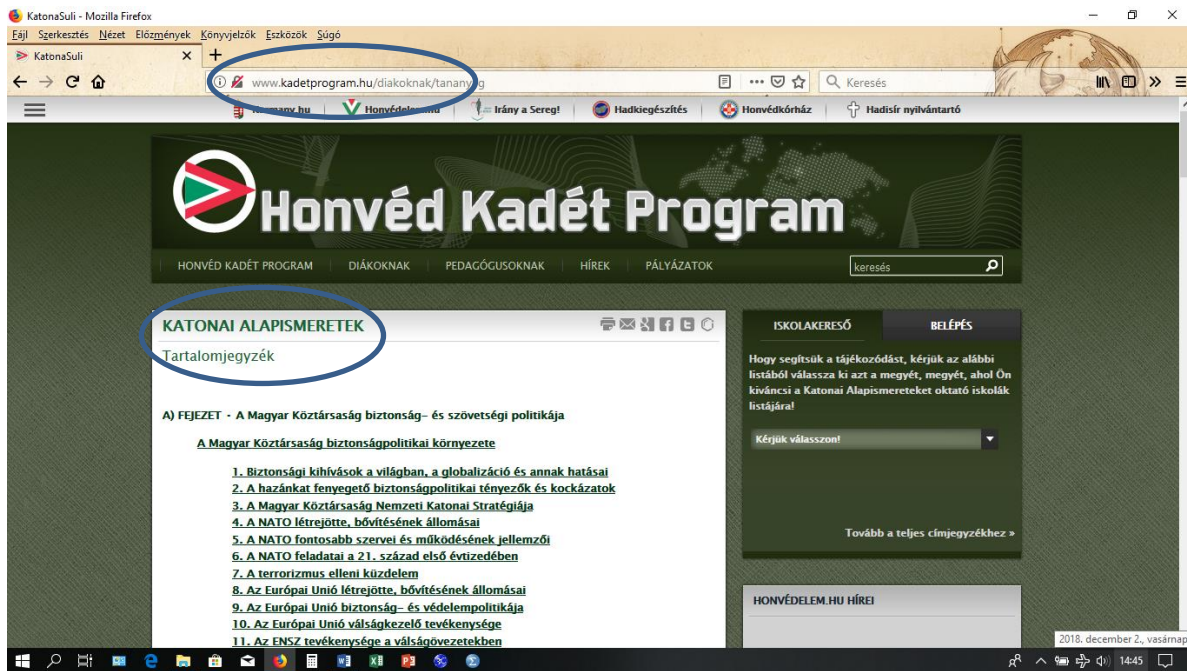 KatonaSuli - Mozilla Firefox
Fájl Szerkesztés Nézet Előzmények Könyvjelzők Eszközök Súgó
KatonaSuli
www.kadetprogram.hu/diakoknak/tananyag
Keresés
Honvédelem.hu Irány a Sereg! Hadkiegészítés Honvédkórház Hadisír nyilvántartó
Honvéd Kadét Program
HONVÉD KADÉT PROGRAM DIÁKOKNAK PEDAGÓGUSOKNAK HÍREK PÁLYÁZATOK
keresés
KATONAI ALAPISMERETEK
Tartalomjegyzék
A) FEJEZET - A Magyar Köztársaság biztonság- és szövetségi politikája
A Magyar Köztársaság biztonságpolitikai környezete
1. Biztonsági kihívások a világban, a globalizáció és annak hatásai
2. A hazánkat fenyegető biztonságpolitikai tényezők és kockázatok
3. A Magyar Köztársaság Nemzeti Katonai Stratégiája
4. A NATO létrejötte, bővítésének állomásai
5. A NATO fontosabb szervei és működésének jellemzői
6. A NATO feladatai a 21. század első évtizedében
7. A terrorizmus elleni küzdelem
8. Az Európai Unió létrejötte, bővítésének állomásai
9. Az Európai Unió biztonság- és védelempolitikája
10. Az Európai Unió válságkezelő tevékenysége
11. Az ENSZ tevékenysége a válságövezetekben
ISKOLAKERESŐ BELÉPÉS
Hogy segítsük a tájékozódást, kérjük az alábbi
listából válassza ki azt a megyét, megyét, ahol Ön
kiváncsi a Katonai Alapismereteket oktató iskolák
listájára!
Kérjük válasszon!
Tovább a teljes címjegyzékhez »
HONVÉDELEM.HU HÍREI
2018. december 2., vasárnap
14:45